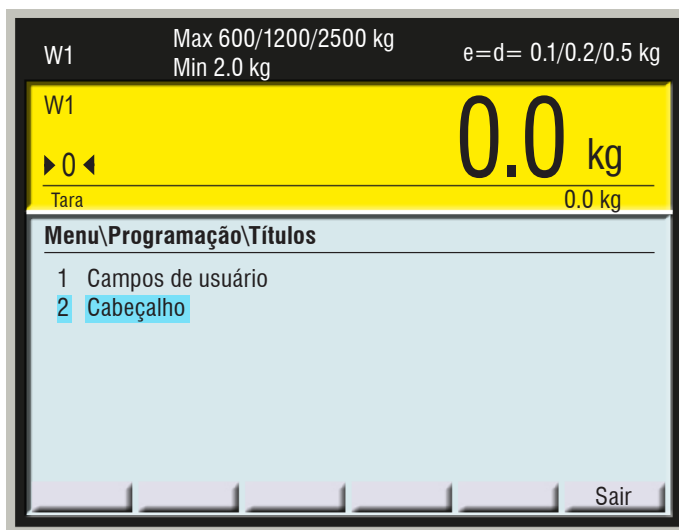 W1 Max 600/1200/2500 kg e=d= 0.1/0.2/0.5 kg
Min 2.0 kg
W1
0.0 kg
▶0◀
Tara 0.0 kg
Menu\Programação\Títulos
1 Campos de usuário
2 Cabeçalho
Sair